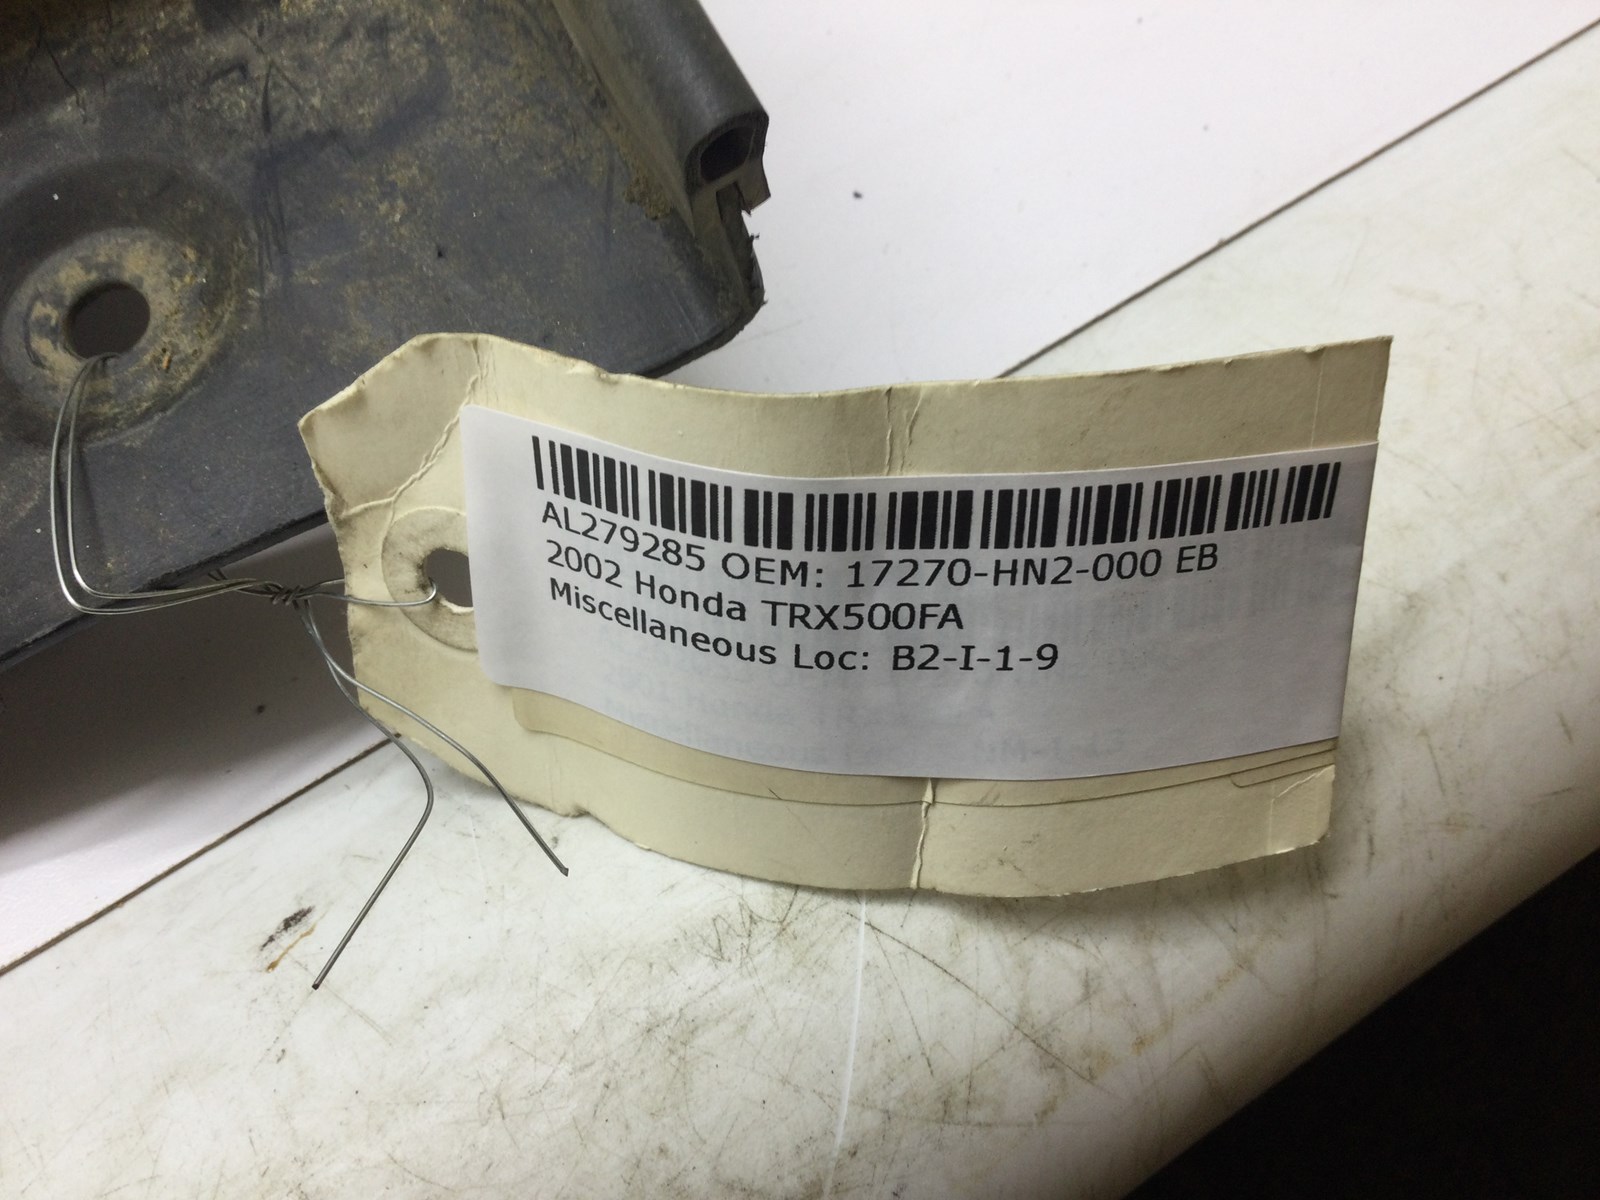 AL279285 OEM: 17270-HN2-000 EB
2002 Honda TRX500FA
Miscellaneous Loc: B2-I-1-9